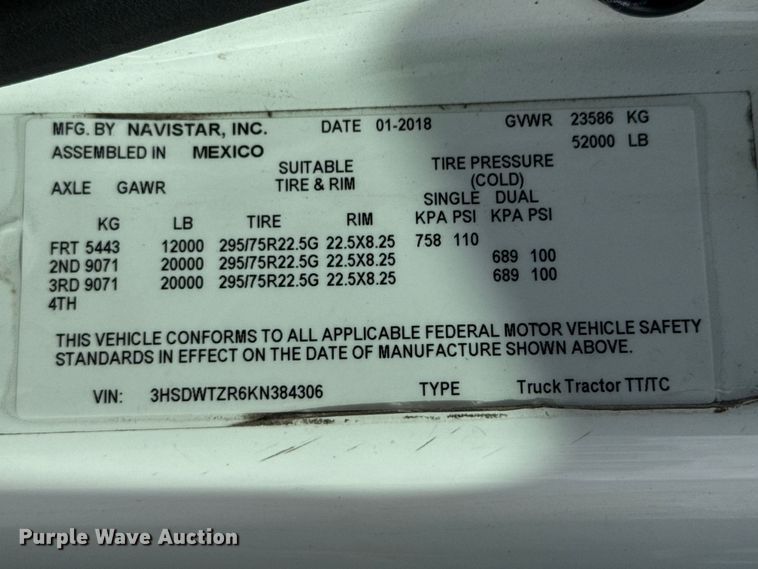 MFG. BY NAVISTAR, INC. DATE 01-2018 GVWR 23586 KG
52000 LB
ASSEMBLED IN MEXICO
SUITABLE TIRE PRESSURE
AXLE GAWR TIRE & RIM (COLD)
SINGLE DUAL
KG LB TIRE RIM KPA PSI KPA PSI
FRT 5443 12000 295/75R22.5G 22.5X8.25 758 110
2ND 9071 20000 295/75R22.5G 22.5X8.25 689 100
3RD 9071 20000 295/75R22.5G 22.5X8.25 689 100
4TH
THIS VEHICLE CONFORMS TO ALL APPLICABLE FEDERAL MOTOR VEHICLE SAFETY
STANDARDS IN EFFECT ON THE DATE OF MANUFACTURE SHOWN ABOVE.
VIN: 3HSDWTZR6KN384306 TYPE Truck Tractor TT/TC
Purple Wave Auction